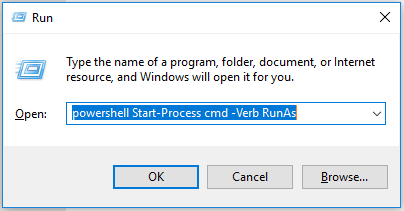 Run
Type the name of a program, folder, document, or Internet
resource, and Windows will open it for you.
Open: powershell Start-Process cmd -Verb RunAs
OK Cancel Browse...